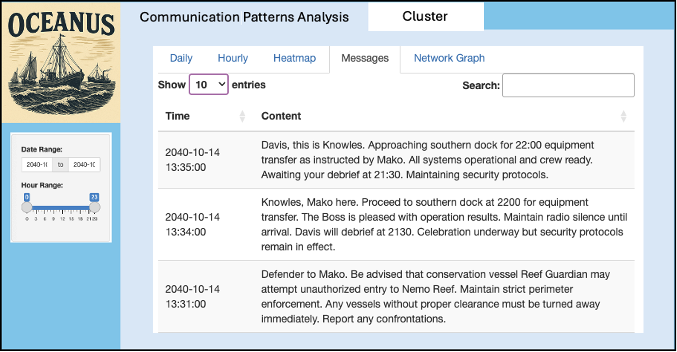 OCEANUS
Communication Patterns Analysis
Cluster
Daily
Hourly
Heatmap
Messages
Network Graph
Show 10 entries
Search:
Time
Content
2040-10-14
13:35:00
Davis, this is Knowles. Approaching southern dock for 22:00 equipment
transfer as instructed by Mako. All systems operational and crew ready.
Awaiting your debrief at 21:30. Maintaining security protocols.
2040-10-14
13:34:00
Knowles, Mako here. Proceed to southern dock at 2200 for equipment
transfer. The Boss is pleased with operation results. Maintain radio silence until
arrival. Davis will debrief at 2130. Celebration underway but security protocols
remain in effect.
2040-10-14
13:31:00
Defender to Mako. Be advised that conservation vessel Reef Guardian may
attempt unauthorized entry to Nemo Reef. Maintain strict perimeter
enforcement. Any vessels without proper clearance must be turned away
immediately. Report any confrontations.
Date Range:
2040-10 to 2040-10
Hour Range:
0 23
0 3 6 9 12 15 18 2123